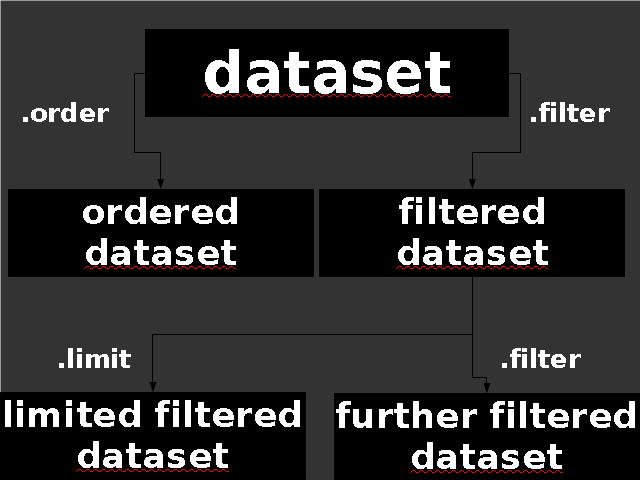 dataset
.order
.filter
ordered
dataset
filtered
dataset
.limit
.filter
limited filtered
dataset
further filtered
dataset